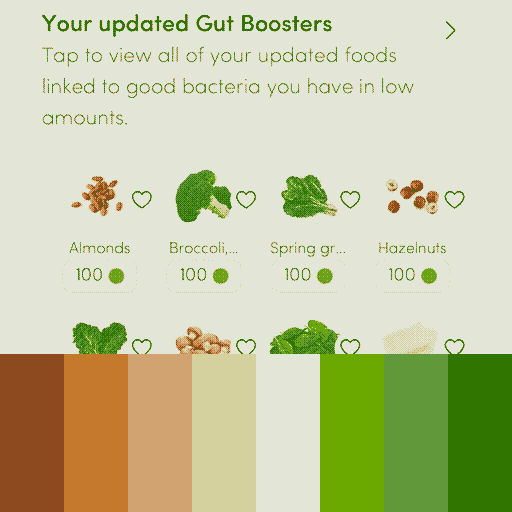 Your updated Gut Boosters
Tap to view all of your updated foods
linked to good bacteria you have in low
amounts.
Almonds Broccoli,... Spring gr... Hazelnuts
100 100 100 100